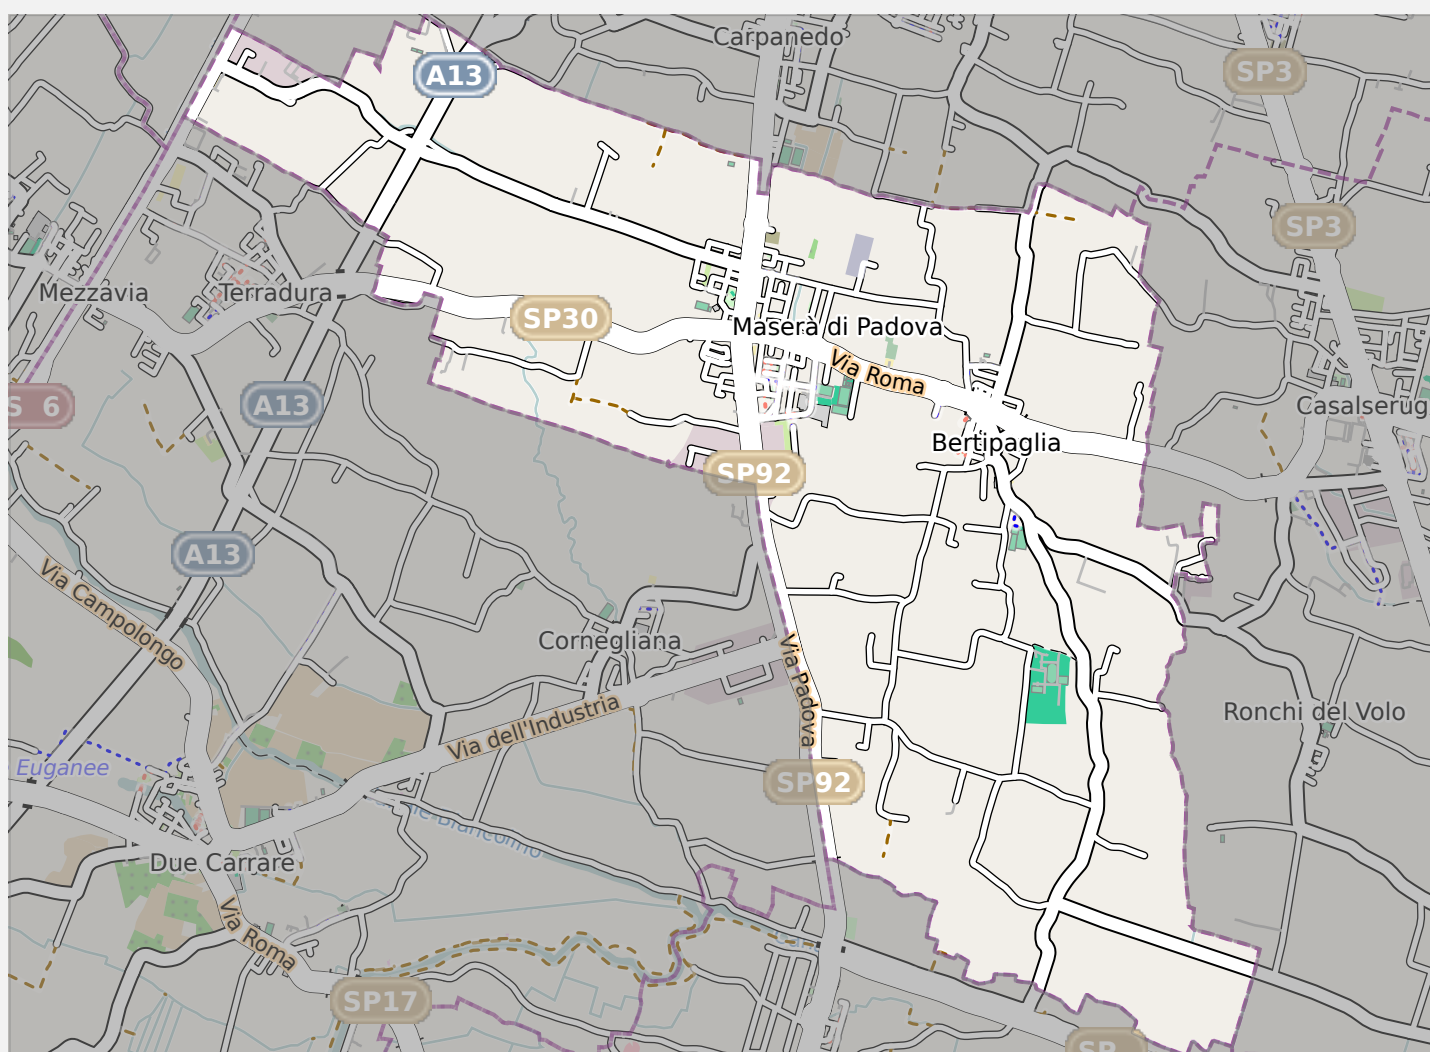 Carpanedo
A13
SP3
SP3
Mezzavia
Terradura
SP30
Maserà di Padova
Via Roma
A13
S 6
Casalserug
Bertipaglia
SP92
A13
Via Campolongo
Cornegliana
Via Padova
Via dell'Industria
Ronchi del Volo
Euganee
SP92
Due Carrare
Via Roma
SP17
SP